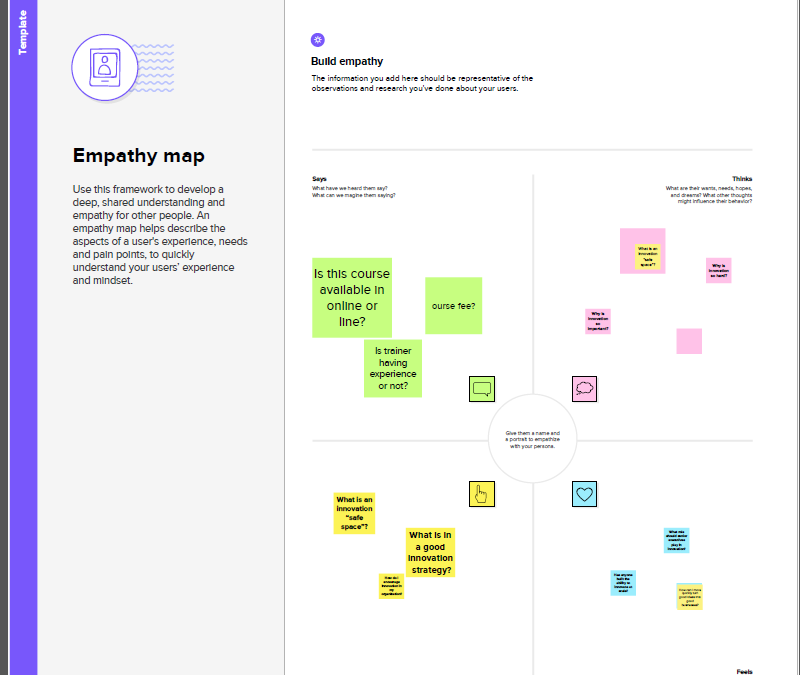 Template
Empathy map
Use this framework to develop a
deep, shared understanding and
empathy for other people. An
empathy map helps describe the
aspects of a user's experience, needs
and pain points, to quickly
understand your users' experience
and mindset.
Build empathy
The information you add here should be representative of the
observations and research you've done about your users.
Says
What have we heard them say?
What can we magine them saying?
Thinks
What are their wants, needs, hopes,
and dreams? What other thoughts
might influence their behavior?
Is this course
available in
online or
line?
ourse fee?
Is trainer
having
experience
or not?
What is an
innovation
"safe
space"?
Why is
innovation
so hard?
Why is
innovation
so
important?
Give them a name and
a portrait to empathize
with your persona.
What is an
innovation
"safe
space"?
What is in
a good
innovation
strategy?
How do I
encourage
innovation in
my
organisation?
Feels